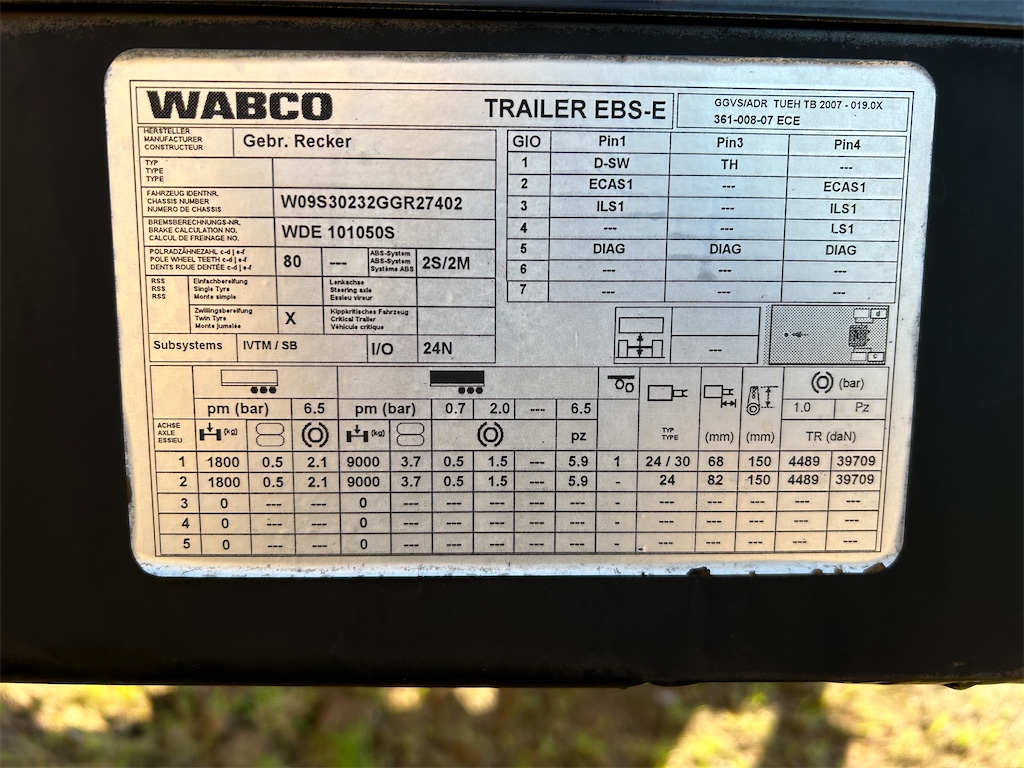 WABCO TRAILER EBS-E GGVS/ADR TUEH TB 2007 - 019.0X
361-008-07 ECE
HERSTELLER
MANUFACTURER
CONSTRUCTEUR
Gebr. Recker
TYP
TYPE
TYPE
FAHRZEUG IDENTNR.
CHASSIS NUMBER
NUMERO DE CHASSIS
W09S30232GGR27402
BREMSBERECHNUNGS-NR.
BRAKE CALCULATION NO.
CALCUL DE FREINAGE NO.
WDE 101050S
POLRADZÄHNEZAHL c-d | e-f
POLE WHEEL TEETH c-d | e-f
DENTS ROUE DENTÉE c-d | e-f
80 ---
ABS-System
ABS-System
Système ABS
2S/2M
RSS
RSS
RSS
Einfachbereifung
Single Tyre
Monte simple
Lenkachse
Steering axle
Essieu vireur
Zwillingsbereifung
Twin Tyre
Monte jumelée
X
Kippkritisches Fahrzeug
Critical Trailer
Véhicule critique
Subsystems IVTM / SB I/O 24N
GIO Pin1 Pin3 Pin4
1 D-SW TH ---
2 ECAS1 --- ECAS1
3 ILS1 --- ILS1
4 --- --- LS1
5 DIAG DIAG DIAG
6 --- --- ---
7 --- --- ---
---
d
c
pm (bar) 6.5 pm (bar) 0.7 2.0 --- 6.5
(bar)
1.0 Pz
ACHSE
AXLE
ESSIEU
(kg) (kg) pz
TYP
TYPE
(mm) (mm) TR (daN)
1 1800 0.5 2.1 9000 3.7 0.5 1.5 --- 5.9 1 24 / 30 68 150 4489 39709
2 1800 0.5 2.1 9000 3.7 0.5 1.5 --- 5.9 - 24 82 150 4489 39709
3 0 --- --- 0 --- --- --- --- --- - --- --- --- --- ---
4 0 --- --- 0 --- --- --- --- --- - --- --- --- --- ---
5 0 --- --- 0 --- --- --- --- --- - --- --- --- --- ---